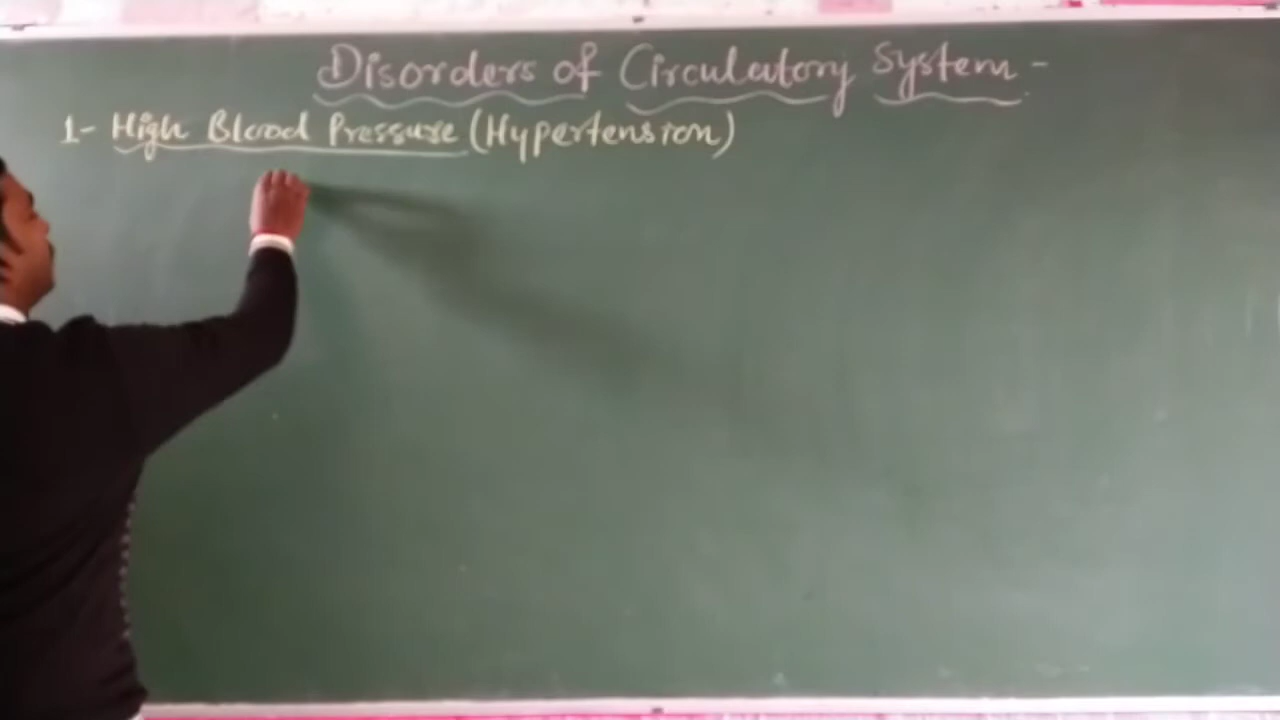 Disorders of Circulatory System -
1- High Blood Pressure (Hypertension)